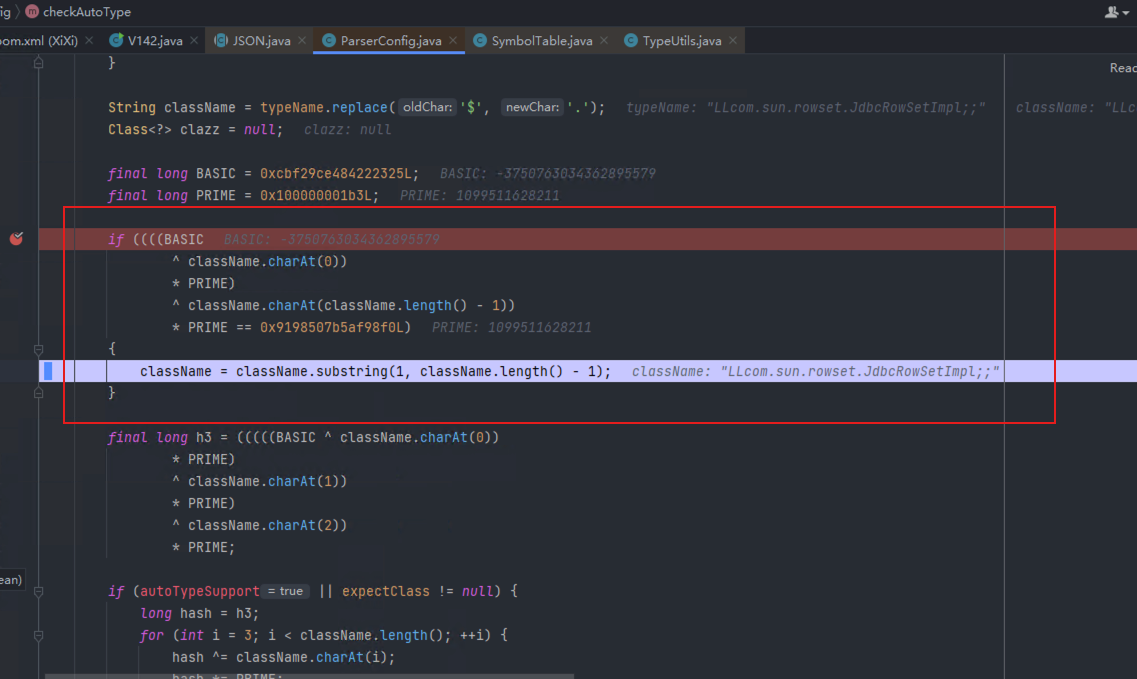 ig › checkAutoType
om.xml (XiXi) V142.java JSON.java ParserConfig.java SymbolTable.java TypeUtils.java
}
Read
String className = typeName.replace( oldChar: '$', newChar: '.'); typeName: "LLcom.sun.rowset.JdbcRowSetImpl;;" className: "LLc
Class<?> clazz = null; clazz: null
final long BASIC = 0xcbf29ce484222325L; BASIC: -3750763034362895579
final long PRIME = 0x100000001b3L; PRIME: 1099511628211
if ((((BASIC BASIC: -3750763034362895579
^ className.charAt(0))
* PRIME)
^ className.charAt(className.length() - 1))
* PRIME == 0x9198507b5af98f0L) PRIME: 1099511628211
{
className = className.substring(1, className.length() - 1); className: "LLcom.sun.rowset.JdbcRowSetImpl;;"
}
final long h3 = (((((BASIC ^ className.charAt(0))
* PRIME)
^ className.charAt(1))
* PRIME)
^ className.charAt(2))
* PRIME;
ean)
if (autoTypeSupport = true || expectClass != null) {
long hash = h3;
for (int i = 3; i < className.length(); ++i) {
hash ^= className.charAt(i);
hash *= PRIME;